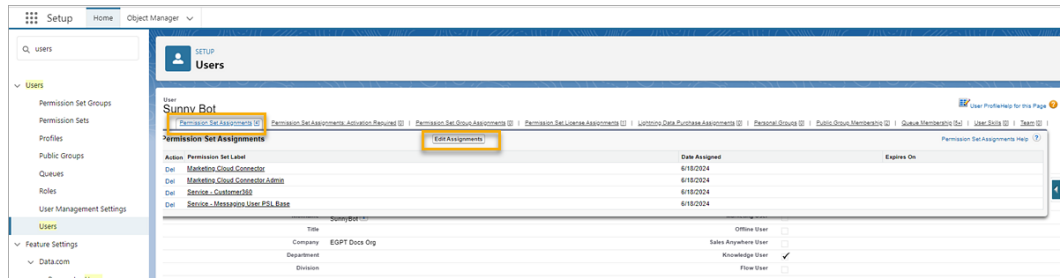 Setup Home Object Manager
users
SETUP
Users
Users
Permission Set Groups
Permission Sets
Profiles
Public Groups
Queues
Roles
User Management Settings
Users
Feature Settings
Data.com
User
Sunny Bot
User Profile Help for this Page
Permission Set Assignments [4] Permission Set Assignments: Activation Required [0] | Permission Set Group Assignments [0] | Permission Set License Assignments [1] | Lightning Data Purchase Assignments [0] | Personal Groups [0] | Public Group Membership [2] | Queue Membership [5+] | User Skills [0] | Team [0] |
Permission Set Assignments Edit Assignments Permission Set Assignments Help ?
Action Permission Set Label Date Assigned Expires On
Del Marketing Cloud Connector 6/18/2024
Del Marketing Cloud Connector Admin 6/18/2024
Del Service - Customer360 6/18/2024
Del Service - Messaging User PSL Base 6/18/2024
SunnyBot
Title Offline User
Company EGPT Docs Org Sales Anywhere User
Department Knowledge User ✓
Division Flow User